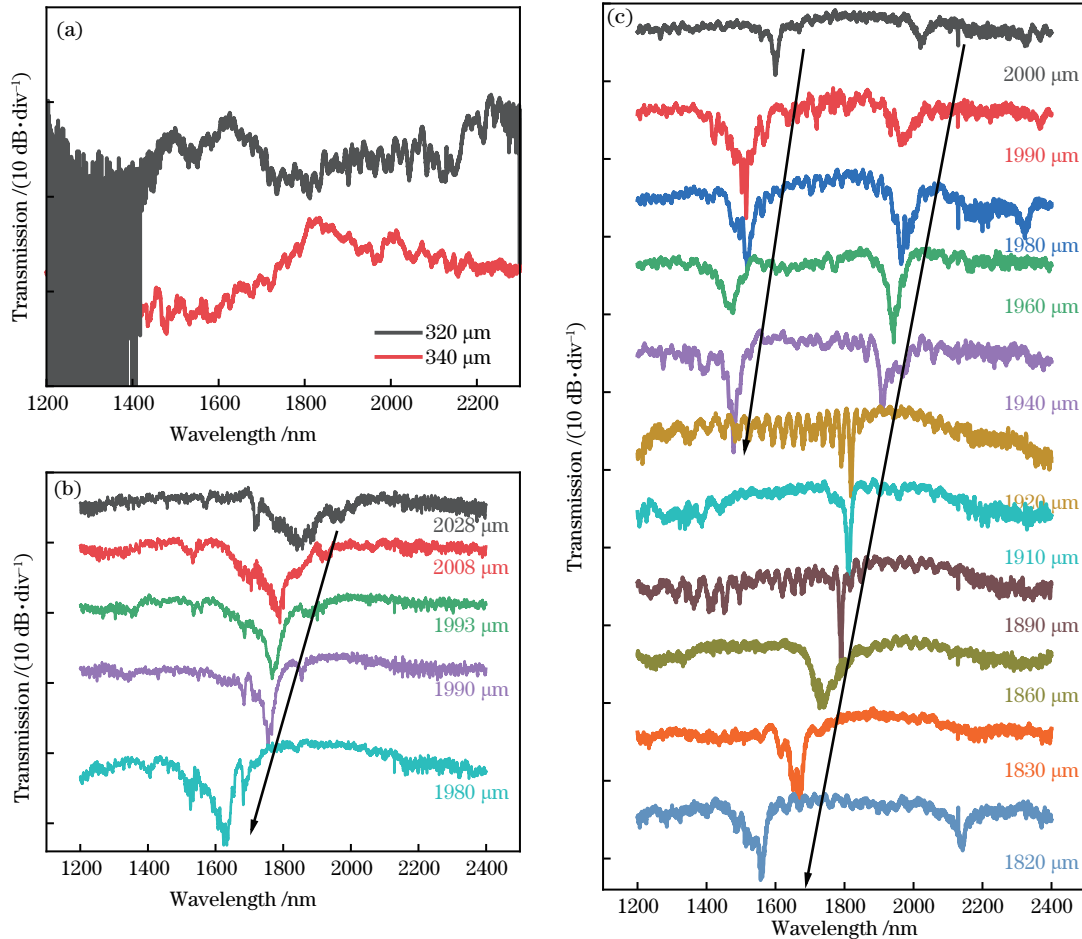 (a)
Transmission /(10 dB·div⁻¹)
320 μm
340 μm
1200 1400 1600 1800 2000 2200
Wavelength /nm
(b)
Transmission /(10 dB·div⁻¹)
2028 μm
2008 μm
1993 μm
1990 μm
1980 μm
1200 1400 1600 1800 2000 2200 2400
Wavelength /nm
(c)
Transmission /(10 dB·div⁻¹)
2000 μm
1990 μm
1980 μm
1960 μm
1940 μm
1920 μm
1910 μm
1890 μm
1860 μm
1830 μm
1820 μm
1200 1400 1600 1800 2000 2200 2400
Wavelength /nm